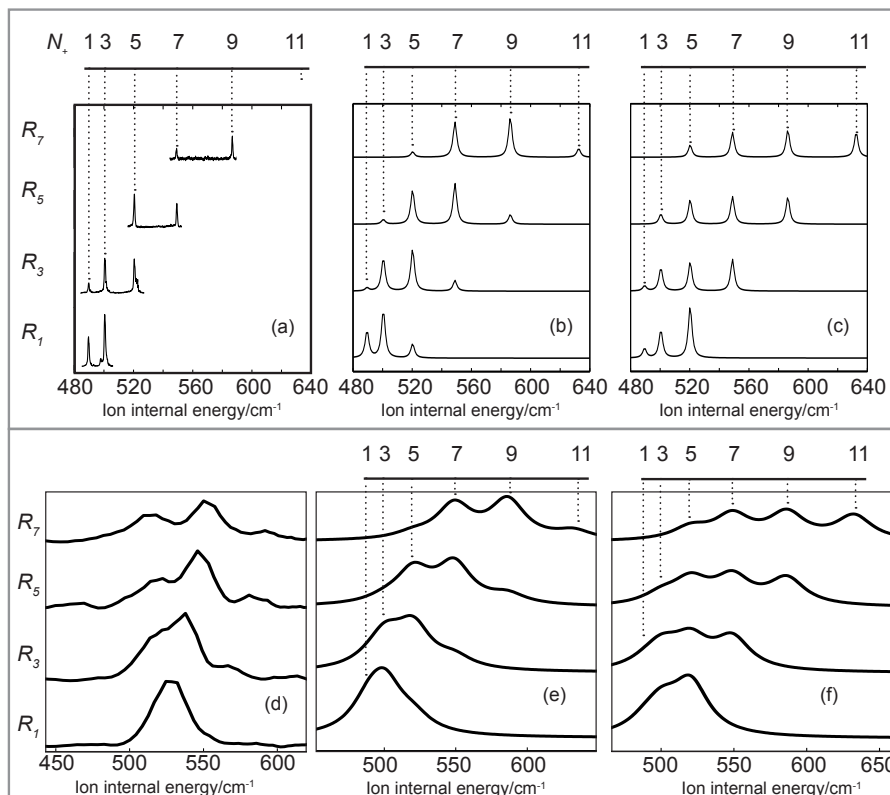 N+ 1 3 5 7 9 11 1 3 5 7 9 11 1 3 5 7 9 11
R7
R5
R3
R1
(a) (b) (c)
480 520 560 600 640 480 520 560 600 640 480 520 560 600 640
Ion internal energy/cm-1 Ion internal energy/cm-1 Ion internal energy/cm-1
1 3 5 7 9 11 1 3 5 7 9 11
R7
R5
R3
R1
(d) (e) (f)
450 500 550 600 500 550 600 500 550 600 650
Ion internal energy/cm-1 Ion internal energy/cm-1 Ion internal energy/cm-1